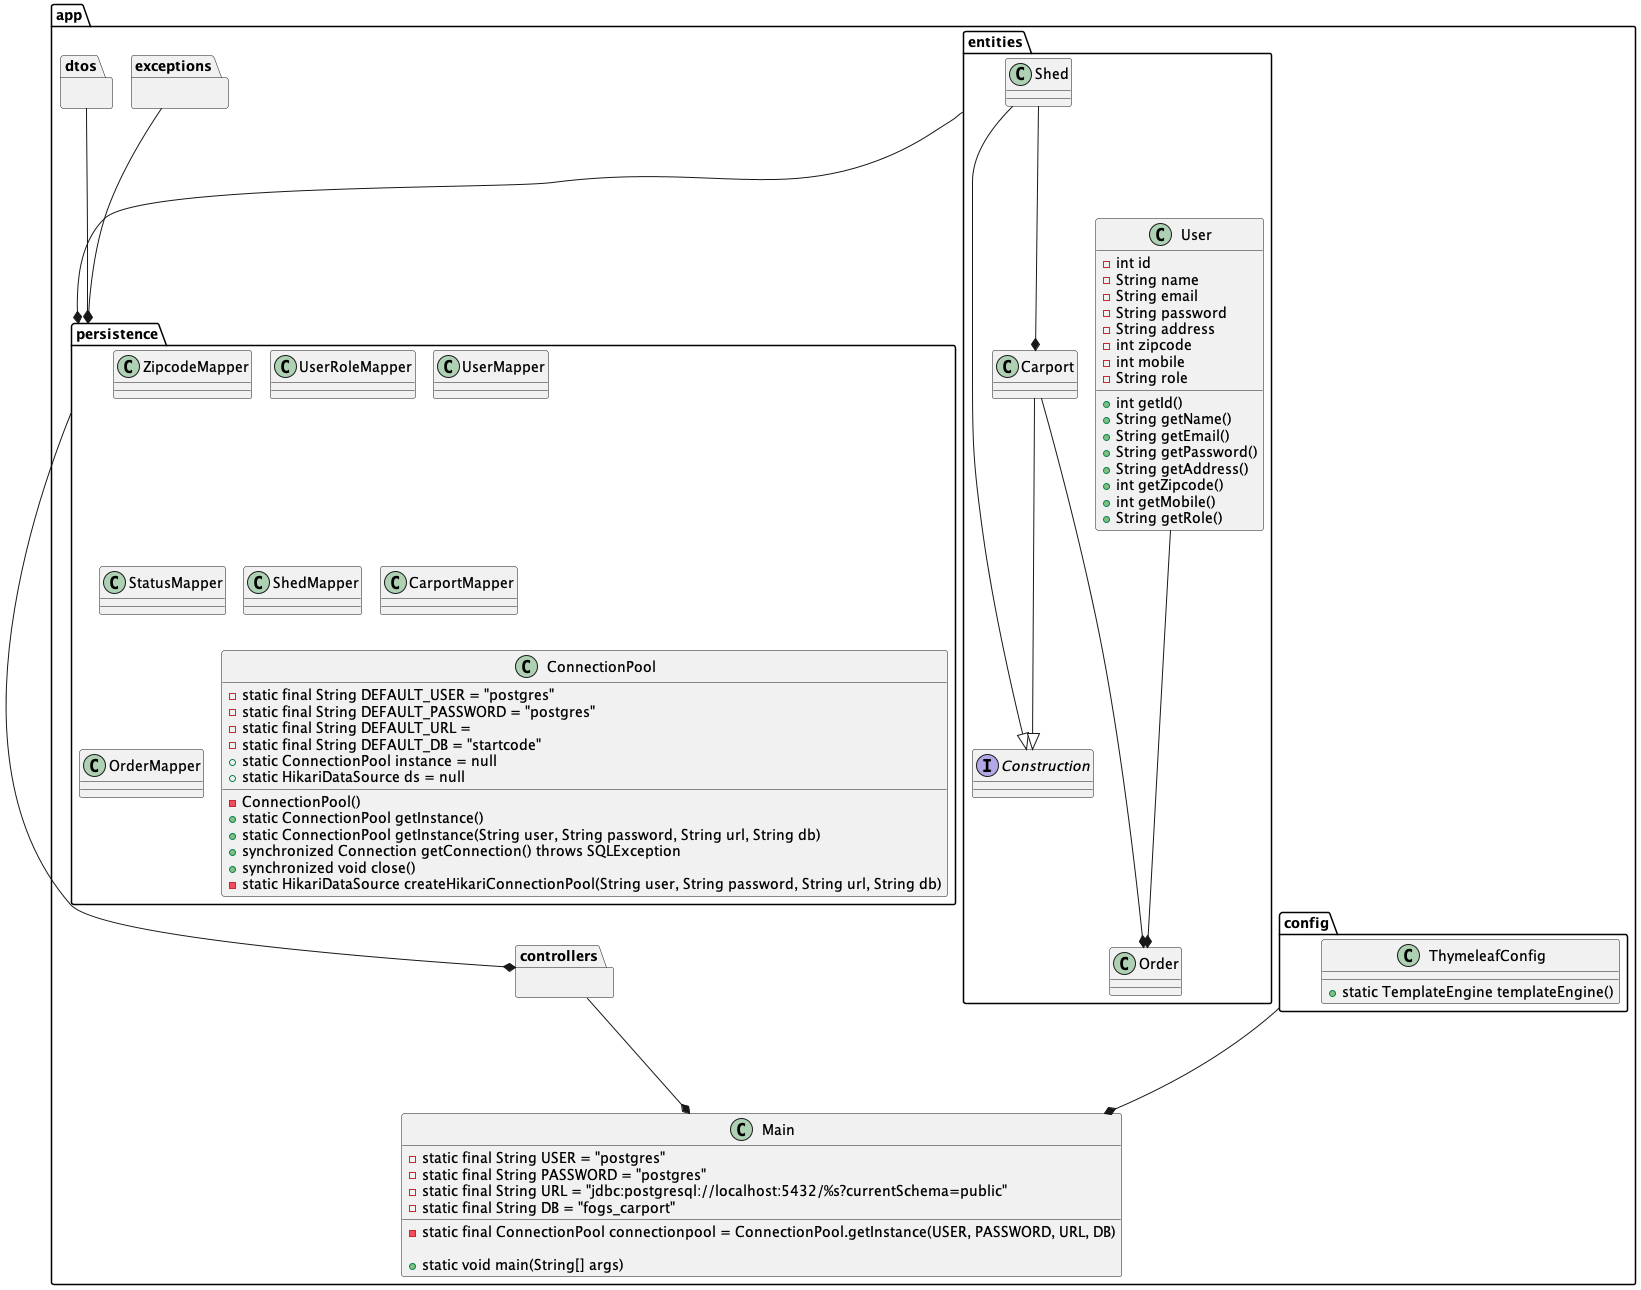 app
dtos
exceptions
entities
C Shed
C User
int id
String name
String email
String password
String address
int zipcode
int mobile
String role
int getId()
String getName()
String getEmail()
String getPassword()
String getAddress()
int getZipcode()
int getMobile()
String getRole()
C Carport
I Construction
C Order
persistence
C ZipcodeMapper
C UserRoleMapper
C UserMapper
C StatusMapper
C ShedMapper
C CarportMapper
C OrderMapper
C ConnectionPool
static final String DEFAULT_USER = "postgres"
static final String DEFAULT_PASSWORD = "postgres"
static final String DEFAULT_URL =
static final String DEFAULT_DB = "startcode"
static ConnectionPool instance = null
static HikariDataSource ds = null
ConnectionPool()
static ConnectionPool getInstance()
static ConnectionPool getInstance(String user, String password, String url, String db)
synchronized Connection getConnection() throws SQLException
synchronized void close()
static HikariDataSource createHikariConnectionPool(String user, String password, String url, String db)
config
C ThymeleafConfig
static TemplateEngine templateEngine()
controllers
C Main
static final String USER = "postgres"
static final String PASSWORD = "postgres"
static final String URL = "jdbc:postgresql://localhost:5432/%s?currentSchema=public"
static final String DB = "fogs_carport"
static final ConnectionPool connectionpool = ConnectionPool.getInstance(USER, PASSWORD, URL, DB)
static void main(String[] args)